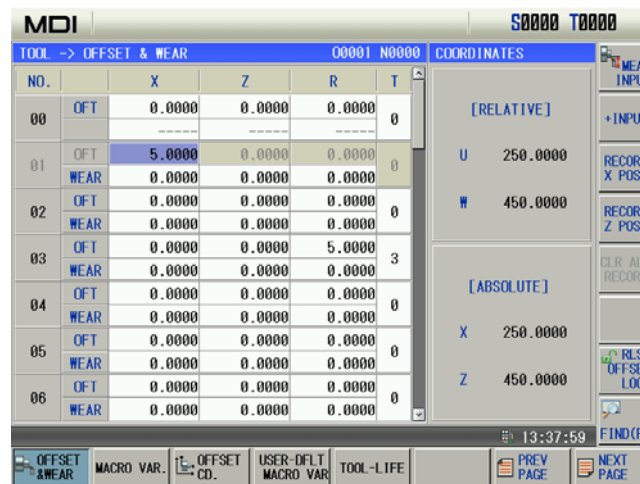 MDI S0000 T0000
TOOL -> OFFSET & WEAR O0001 N0000 COORDINATES
NO. X Z R T
00 OFT 0.0000 0.0000 0.0000 0
----- ----- -----
01 OFT 5.0000 0.0000 0.0000 0
WEAR 0.0000 0.0000 0.0000
02 OFT 0.0000 0.0000 0.0000 0
WEAR 0.0000 0.0000 0.0000
03 OFT 0.0000 0.0000 5.0000 3
WEAR 0.0000 0.0000 0.0000
04 OFT 0.0000 0.0000 0.0000 0
WEAR 0.0000 0.0000 0.0000
05 OFT 0.0000 0.0000 0.0000 0
WEAR 0.0000 0.0000 0.0000
06 OFT 0.0000 0.0000 0.0000 0
WEAR 0.0000 0.0000 0.0000
[RELATIVE]
U 250.0000
W 450.0000
[ABSOLUTE]
X 250.0000
Z 450.0000
MEA
INPU
+INPU
RECOR
X POS
RECOR
Z POS
CLR AL
RECOR
RLS
OFFSE
LOC
FIND(F
13:37:59
OFFSET
&WEAR
MACRO VAR.
OFFSET
CD.
USER-DFLT
MACRO VAR
TOOL-LIFE
PREV
PAGE
NEXT
PAGE